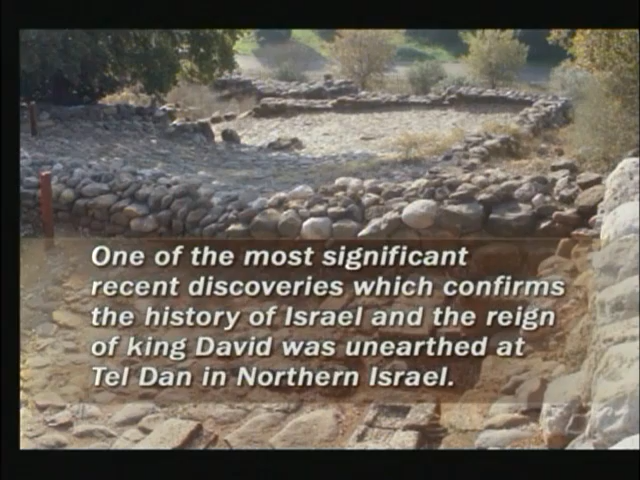 One of the most significant
recent discoveries which confirms
the history of Israel and the reign
of king David was unearthed at
Tel Dan in Northern Israel.